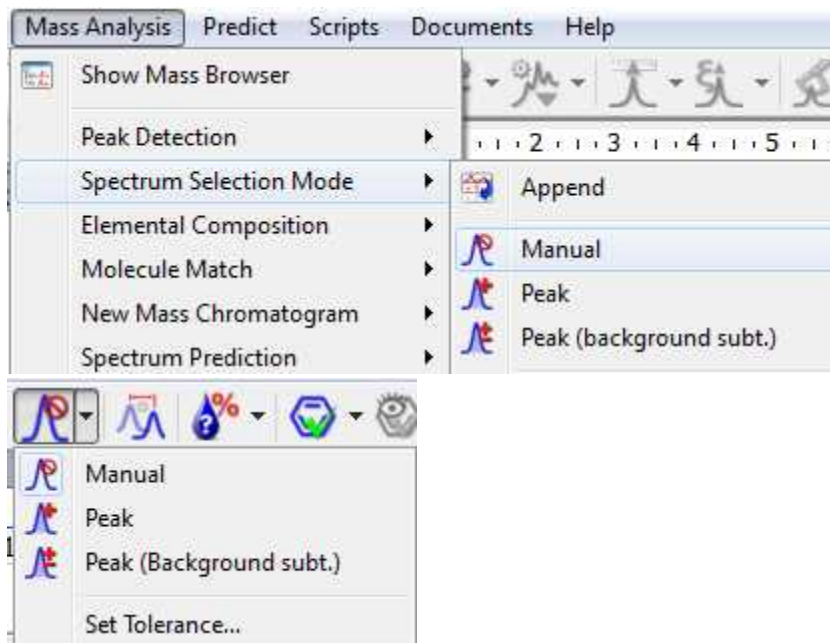 Mass Analysis Predict Scripts Documents Help
Show Mass Browser
Peak Detection
2 3 4 5
Spectrum Selection Mode
Append
Elemental Composition
Manual
Molecule Match
Peak
New Mass Chromatogram
Peak (background subt.)
Spectrum Prediction
%
?
Manual
Peak
Peak (Background subt.)
1
Set Tolerance...